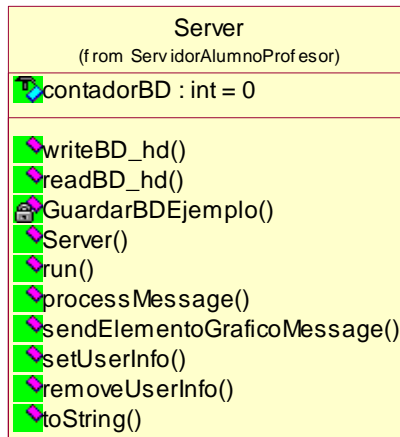 Server
(from ServidorAlumnoProfesor)
contadorBD : int = 0
writeBD_hd()
readBD_hd()
GuardarBDEjemplo()
Server()
run()
processMessage()
sendElementoGraficoMessage()
setUserInfo()
removeUserInfo()
toString()